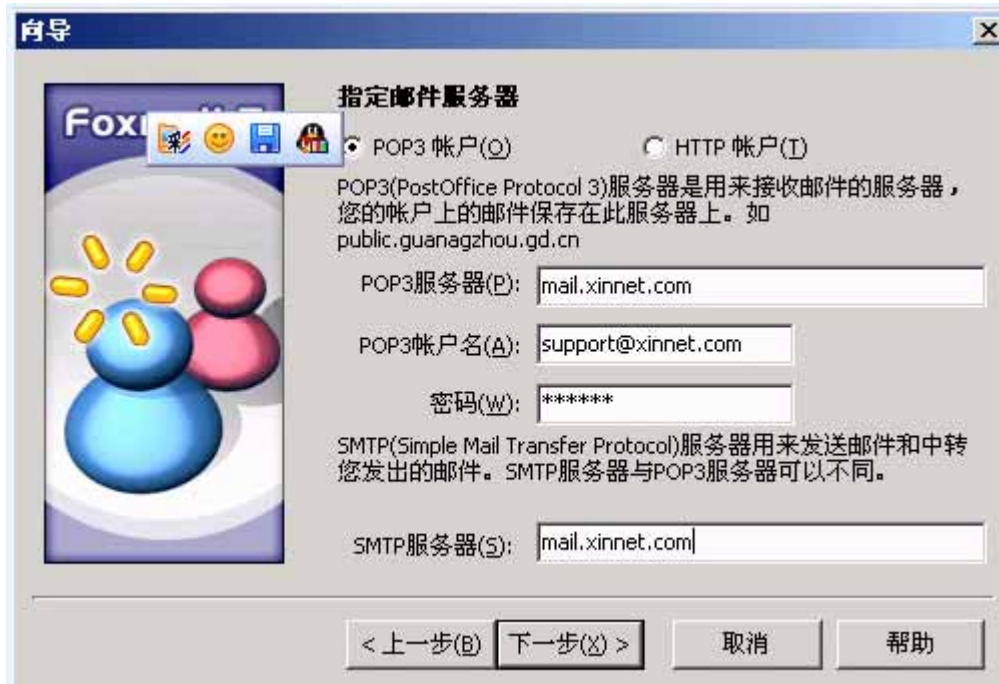 向导
指定邮件服务器
POP3 帐户(O)
HTTP 帐户(T)
POP3(PostOffice Protocol 3)服务器是用来接收邮件的服务器，
您的帐户上的邮件保存在此服务器上。如
public.guanagzhou.gd.cn
POP3服务器(P):
mail.xinnet.com
POP3帐户名(A):
support@xinnet.com
密码(W):
******
SMTP(Simple Mail Transfer Protocol)服务器用来发送邮件和中转
您发出的邮件。SMTP服务器与POP3服务器可以不同。
SMTP服务器(S):
mail.xinnet.com
< 上一步(B)
下一步(X) >
取消
帮助